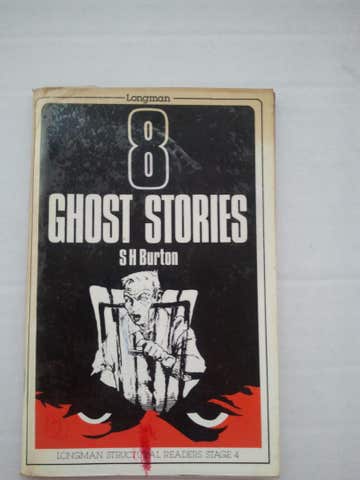 Longman
8
GHOST STORIES
S H Burton
LONGMAN STRUCTURAL READERS STAGE 4